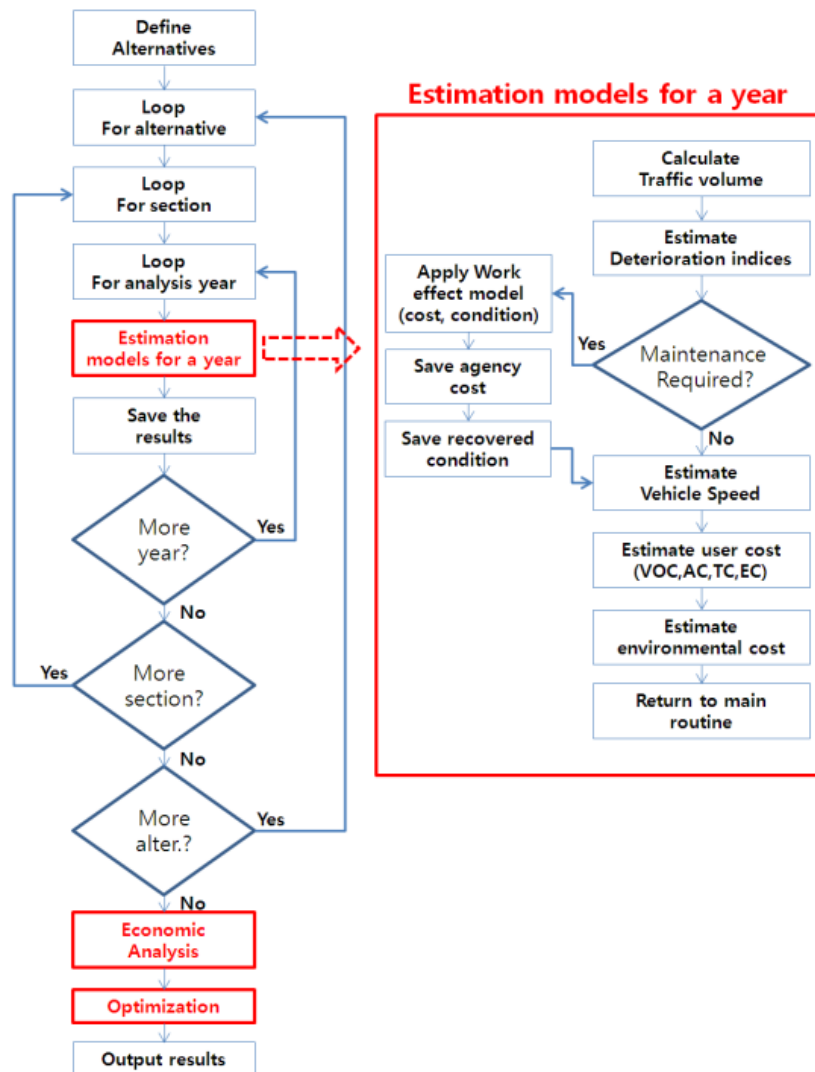 Define
Alternatives
Loop
For alternative
Loop
For section
Loop
For analysis year
Estimation
models for a year
Save the
results
More
year?
Yes
No
More
section?
Yes
No
More
alter.?
Yes
No
Economic
Analysis
Optimization
Output results
Estimation models for a year
Calculate
Traffic volume
Estimate
Deterioration indices
Maintenance
Required?
Yes
Apply Work
effect model
(cost, condition)
Save agency
cost
Save recovered
condition
No
Estimate
Vehicle Speed
Estimate user cost
(VOC,AC,TC,EC)
Estimate
environmental cost
Return to main
routine